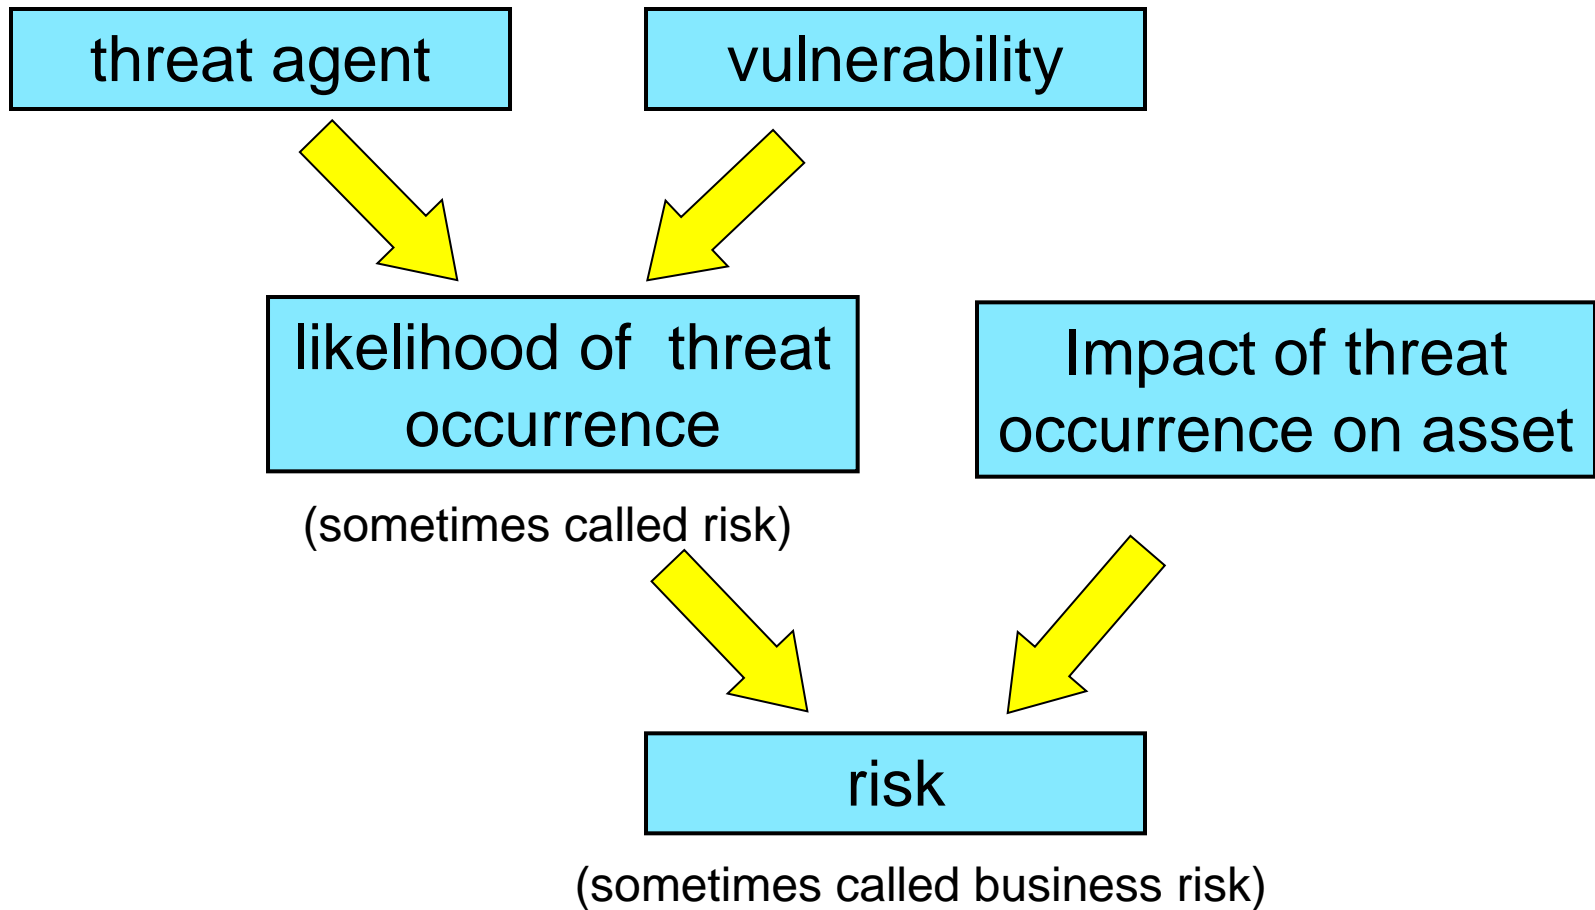 threat agent
vulnerability
likelihood of  threat
occurrence
Impact of threat
occurrence on asset
(sometimes called risk)
risk
(sometimes called business risk)